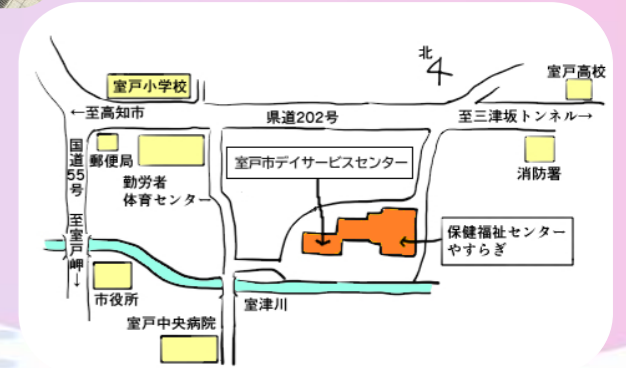 北
室戸小学校
室戸高校
←至高知市
県道202号
至三津坂トンネル→
国道55号
郵便局
勤労者
体育センター
室戸市デイサービスセンター
消防署
至室戸岬→
保健福祉センター
やすらぎ
市役所
室津川
室戸中央病院